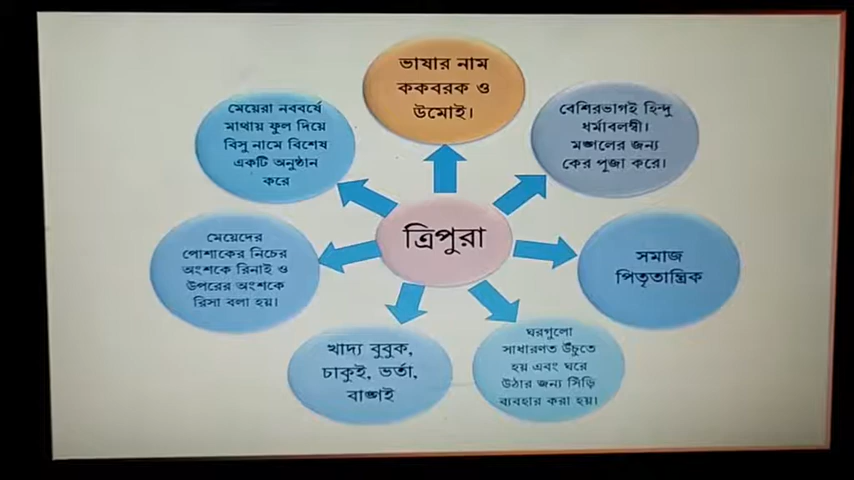 ভাষার নাম
ককবরক ও
উমোই।
বেশিরভাগই হিন্দু
ধর্মাবলম্বী।
মঙ্গলের জন্য
কের পূজা করে।
সমাজ
পিতৃতান্ত্রিক
ঘরগুলো
সাধারণত উঁচুতে
হয় এবং ঘরে
উঠার জন্য সিঁড়ি
ব্যবহার করা হয়।
খাদ্য বুবুক,
চাকুই, ভর্তা,
বাঙ্গই
মেয়েদের
পোশাকের নিচের
অংশকে রিনাই ও
উপরের অংশকে
রিসা বলা হয়।
মেয়েরা নববর্ষে
মাথায় ফুল দিয়ে
বিসু নামে বিশেষ
একটি অনুষ্ঠান
করে
ত্রিপুরা